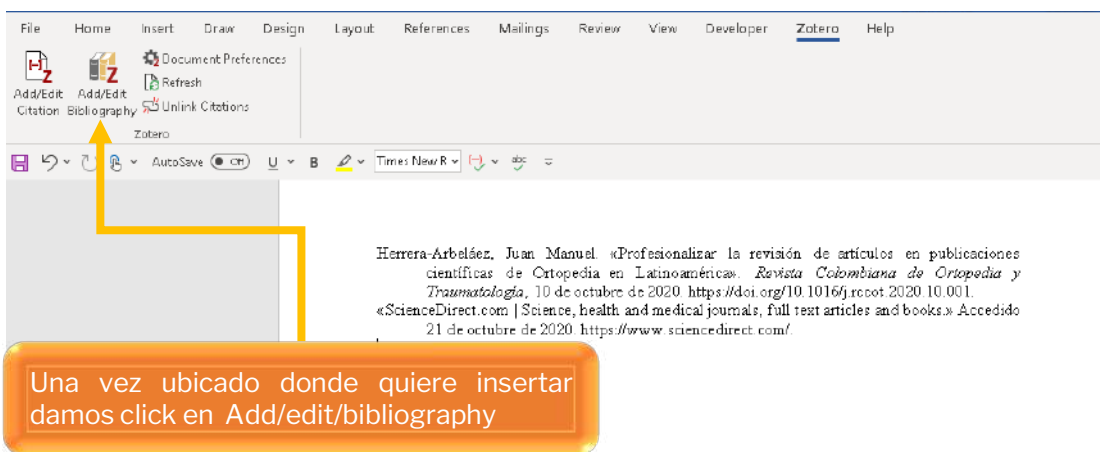 File Home Insert Draw Design Layout References Mailings Review View Developer Zotero Help
Document Preferences
Refresh
Unlink Citations
Add/Edit Citation
Add/Edit Bibliography
Zotero
AutoSave Off U B Times New R abc
Herrera-Arbeláez, Juan Manuel. «Profesionalizar la revisión de artículos en publicaciones
científicas de Ortopedia en Latinoamérica». Revista Colombiana de Ortopedia y
Traumatología, 10 de octubre de 2020. https://doi.org/10.1016/j.rccot.2020.10.001.
«ScienceDirect.com | Science, health and medical journals, full text articles and books.» Accedido
21 de octubre de 2020. https://www.sciencedirect.com/.
Una vez ubicado donde quiere insertar
damos click en Add/edit/bibliography